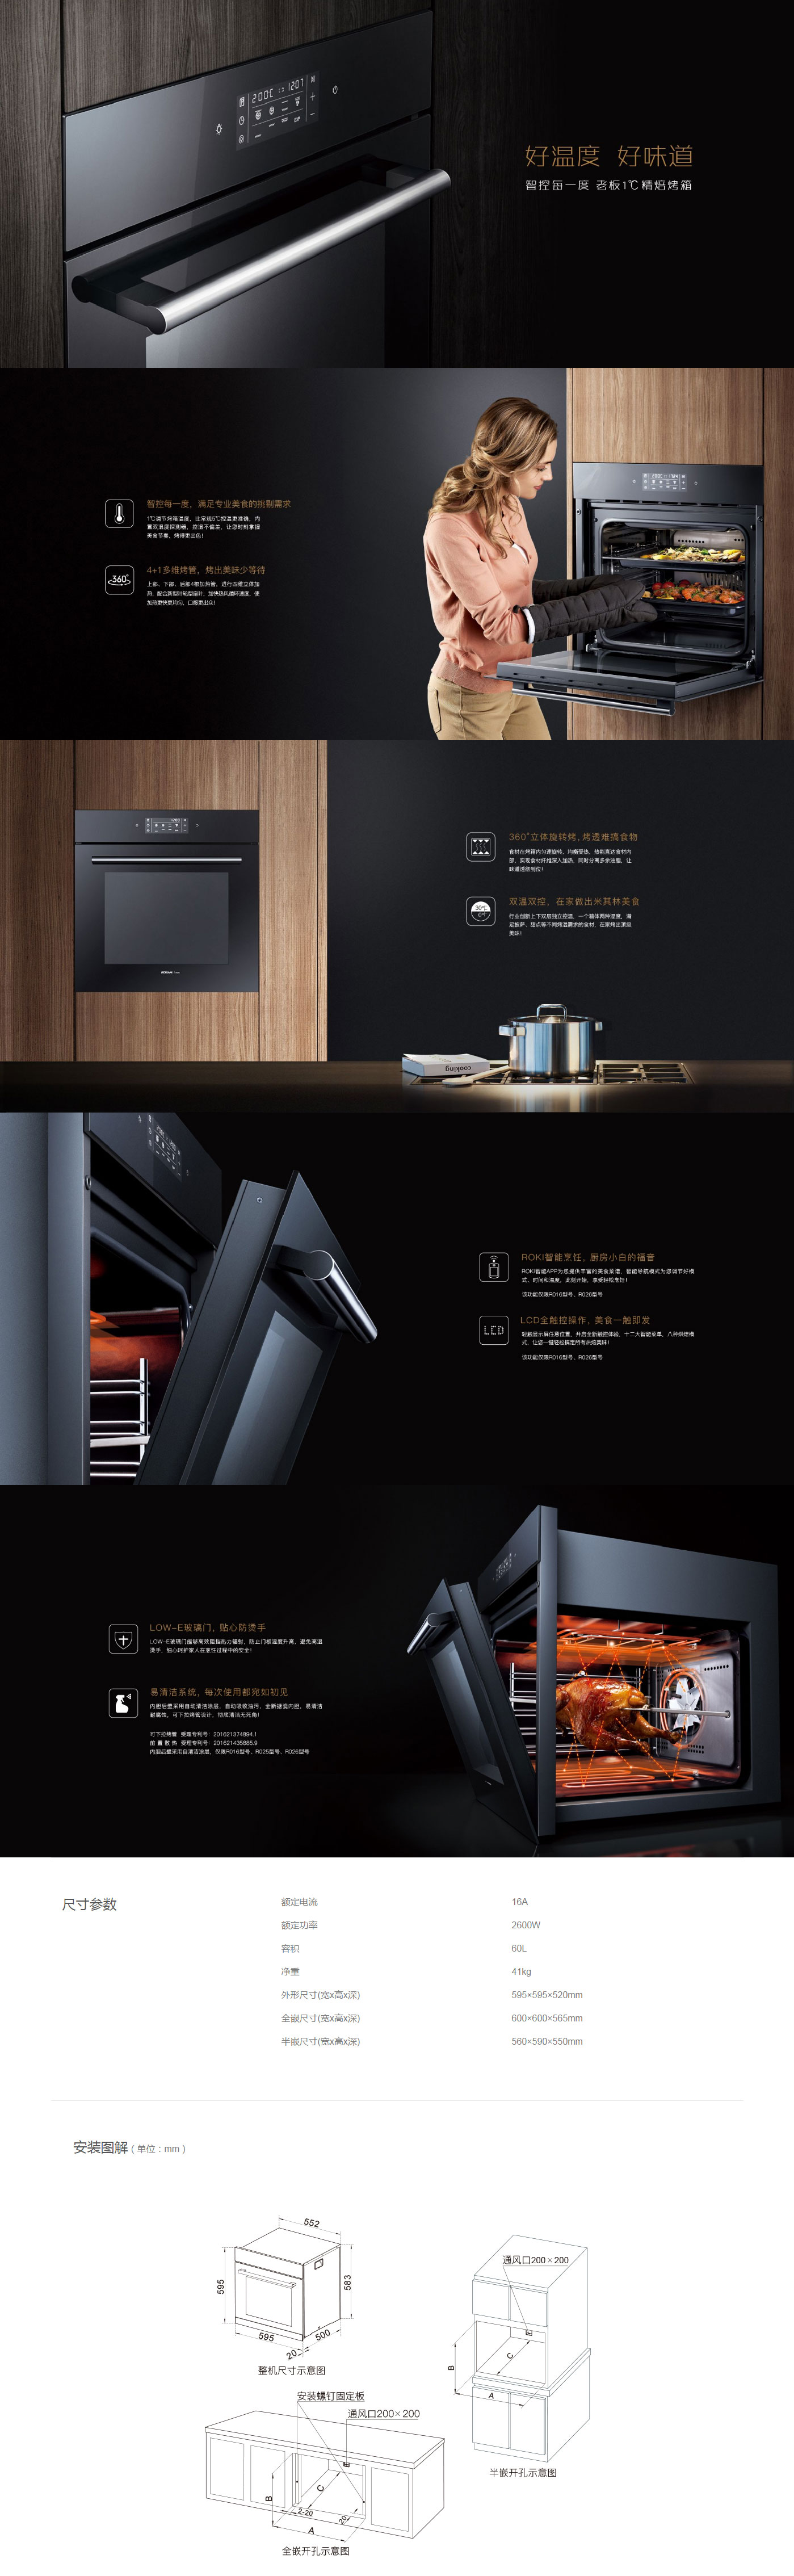 200C 1207
好温度 好味道
智控每一度 老板1℃精焙烤箱
智控每一度，满足专业美食的挑剔需求
1℃调节烤箱温度，比常规5℃控温更准确，内
置双温度探测器，控温不偏差，让您时刻掌握
美食节奏，烤得更出色！
360°
4+1多维烤管，烤出美味少等待
上部、下部、后部4根加热管，进行四维立体加
热，配合新型叶轮型扇叶，加快热风循环速度，使
加热更快更均匀，口感更出众！
360°立体旋转烤，烤透难搞食物
食材在烤箱内匀速旋转，均衡受热，热能直达食材内
部，实现食材纤维深入加热，同时分离多余油脂，让
味道透彻到位！
双温双控，在家做出米其林美食
行业创新上下双层独立控温，一个箱体两种温度，满
足披萨、甜点等不同烤温需求的食材，在家烤出顶级
美味！
cooking
ROKI智能烹饪，厨房小白的福音
ROKI智能APP为您提供丰富的美食菜谱，智能导航模式为您调节好模
式、时间和温度，此刻开始，享受轻松烹饪！
该功能仅限R016型号、R026型号
LCD
LCD全触控操作，美食一触即发
轻触显示屏任意位置，开启全新触控体验，十二大智能菜单，八种烘焙模
式，让您一键轻松搞定所有烘焙美味！
该功能仅限R016型号、R026型号
LOW-E玻璃门，贴心防烫手
LOW-E玻璃门能够高效阻挡热力辐射，防止门板温度升高，避免高温
烫手，细心呵护家人在烹饪过程中的安全！
易清洁系统，每次使用都宛如初见
内密后壁采用自动清洁涂层，自动吸收油污，全新搪瓷内密，易清洁
耐腐蚀，可下拉烤管设计，彻底清洁无死角！
可下拉烤管 受理专利号：201621374894.1
前置散热 受理专利号：201621435885.9
内密后壁采用自清洁涂层，仅限R016型号、R025型号、R026型号
尺寸参数
额定电流 16A
额定功率 2600W
容积 60L
净重 41kg
外形尺寸(宽x高x深) 595×595×520mm
全嵌尺寸(宽x高x深) 600×600×565mm
半嵌尺寸(宽x高x深) 560×590×550mm
安装图解（单位：mm）
552
595
583
595
20
500
整机尺寸示意图
通风口200×200
B
C
A
半嵌开孔示意图
安装螺钉固定板
通风口200×200
B
C
2-20
20
A
全嵌开孔示意图